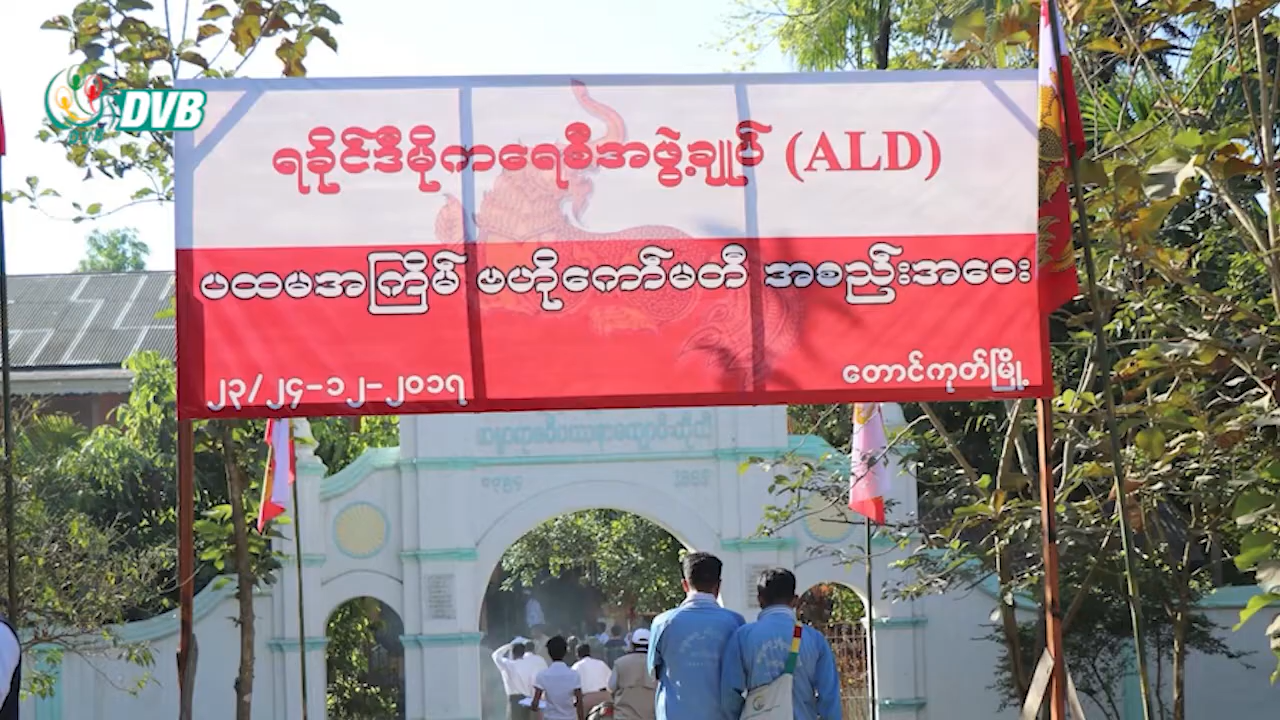 DVB
ရခိုင်ဒီမိုကရေစီအဖွဲ့ချုပ် (ALD)
ပထမအကြိမ် ဗဟိုကော်မတီ အစည်းအဝေး
၂၃/၂၄-၁၂-၂၀၁၇
တောင်ကုတ်မြို့